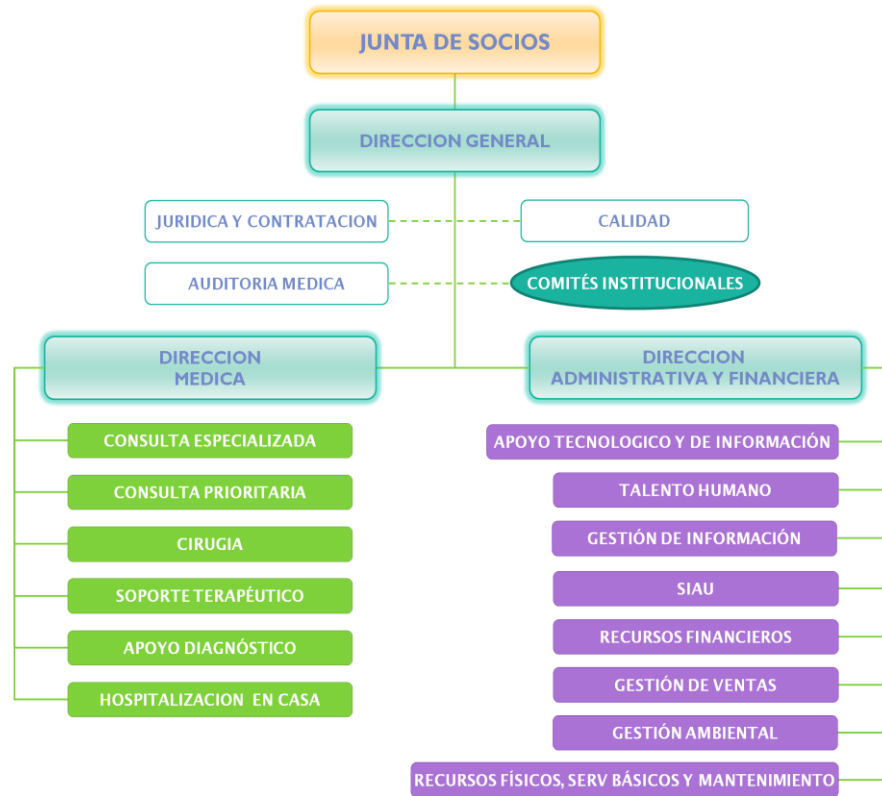 JUNTA DE SOCIOS
DIRECCION GENERAL
JURIDICA Y CONTRATACION
CALIDAD
AUDITORIA MEDICA
COMITÉS INSTITUCIONALES
DIRECCION
MEDICA
DIRECCION
ADMINISTRATIVA Y FINANCIERA
CONSULTA ESPECIALIZADA
CONSULTA PRIORITARIA
CIRUGIA
SOPORTE TERAPÉUTICO
APOYO DIAGNÓSTICO
HOSPITALIZACION EN CASA
APOYO TECNOLOGICO Y DE INFORMACIÓN
TALENTO HUMANO
GESTIÓN DE INFORMACIÓN
SIAU
RECURSOS FINANCIEROS
GESTIÓN DE VENTAS
GESTIÓN AMBIENTAL
RECURSOS FÍSICOS, SERV BÁSICOS Y MANTENIMIENTO